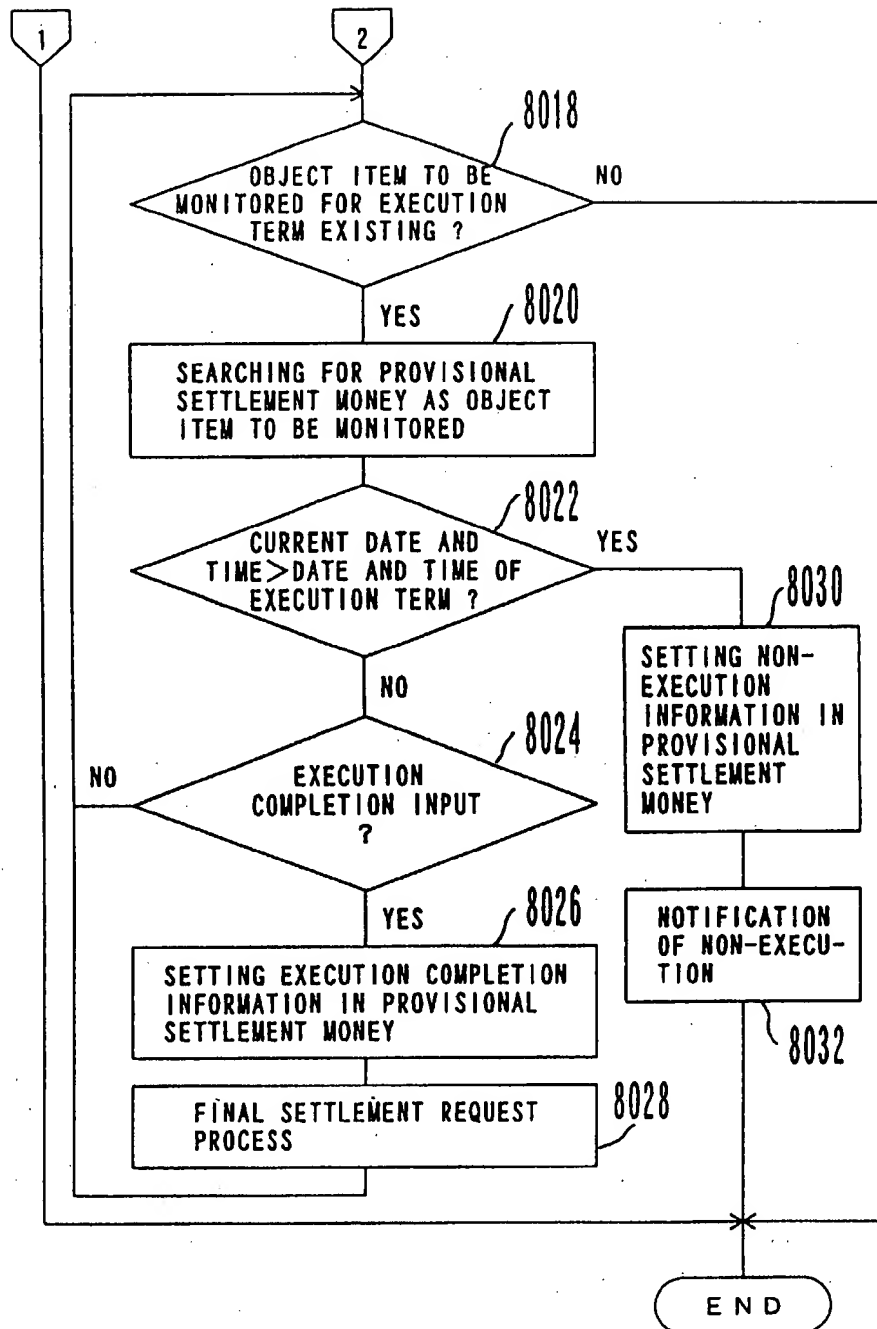 1
2
8018
OBJECT ITEM TO BE
MONITORED FOR EXECUTION
TERM EXISTING ?
NO
YES
8020
SEARCHING FOR PROVISIONAL
SETTLEMENT MONEY AS OBJECT
ITEM TO BE MONITORED
8022
CURRENT DATE AND
TIME>DATE AND TIME OF
EXECUTION TERM ?
YES
NO
8030
SETTING NON-
EXECUTION
INFORMATION IN
PROVISIONAL
SETTLEMENT
MONEY
8024
EXECUTION
COMPLETION INPUT
?
NO
YES
8026
SETTING EXECUTION COMPLETION
INFORMATION IN PROVISIONAL
SETTLEMENT MONEY
NOTIFICATION
OF NON-EXECU-
TION
8032
FINAL SETTLEMENT REQUEST
PROCESS
8028
END